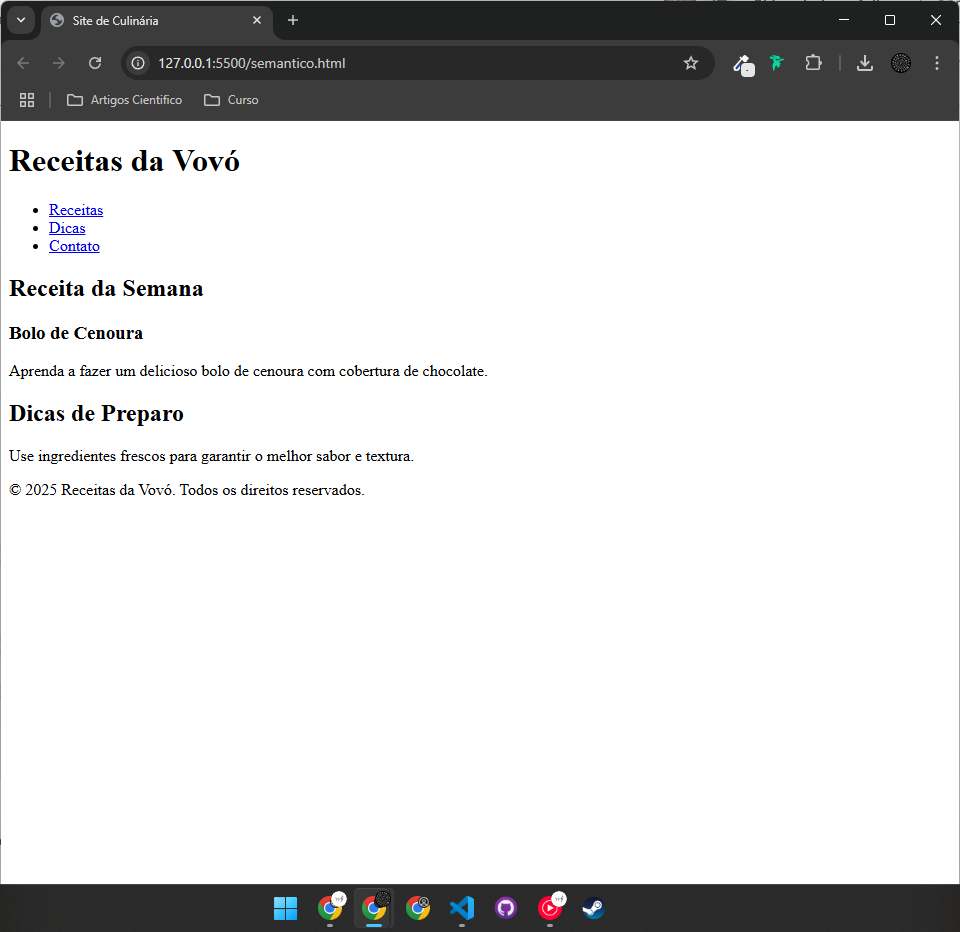 Site de Culinária
127.0.0.1:5500/semantico.html
Artigos Cientifico
Curso
Receitas da Vovó
Receitas
Dicas
Contato
Receita da Semana
Bolo de Cenoura
Aprenda a fazer um delicioso bolo de cenoura com cobertura de chocolate.
Dicas de Preparo
Use ingredientes frescos para garantir o melhor sabor e textura.
© 2025 Receitas da Vovó. Todos os direitos reservados.